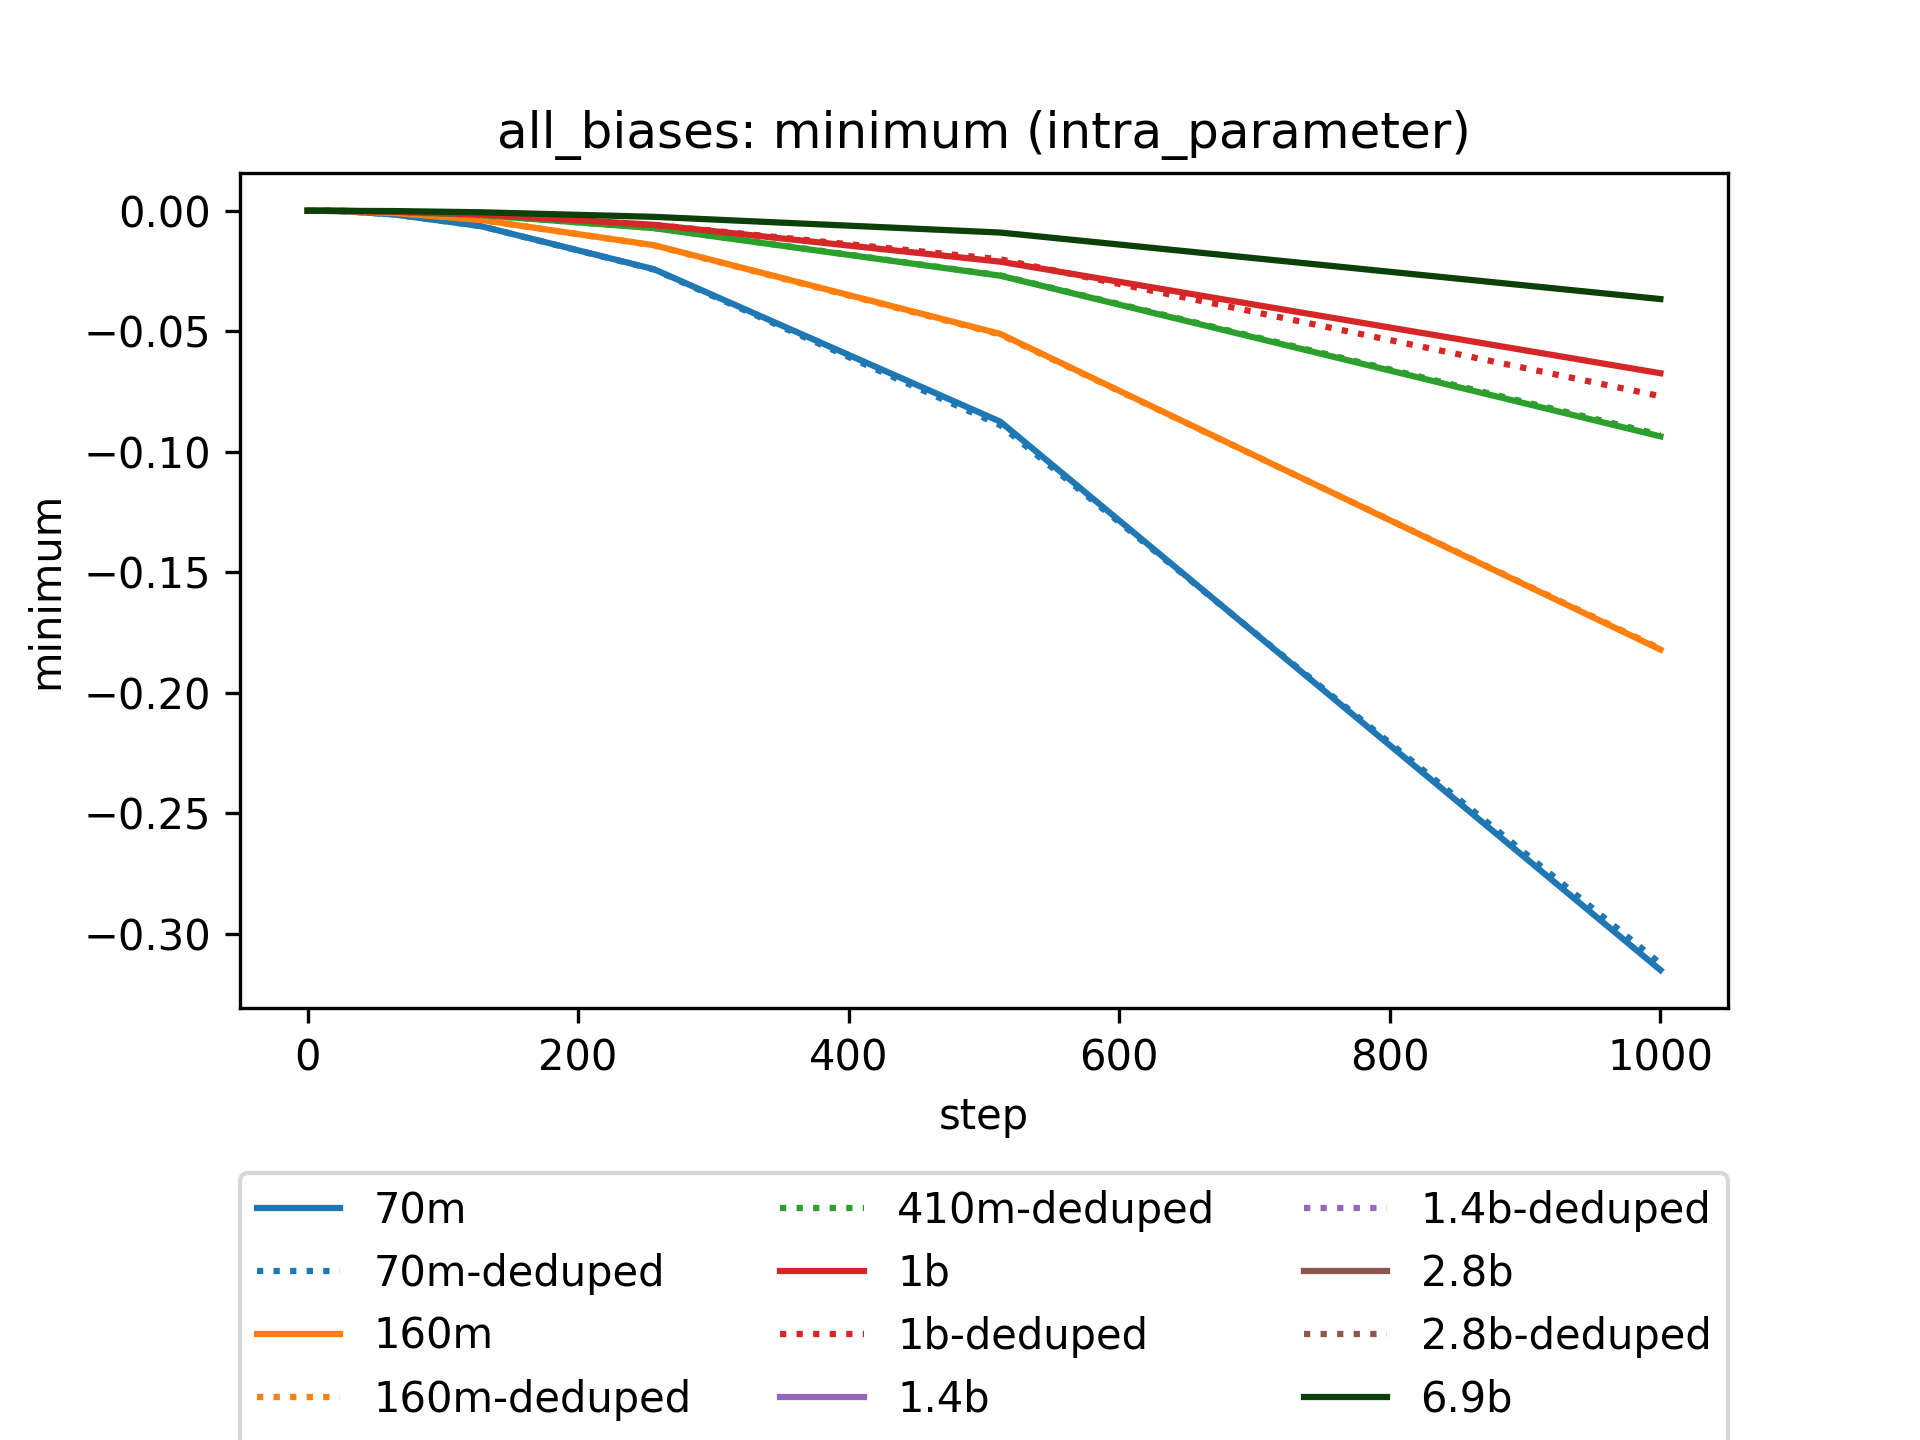 all_biases: minimum (intra_parameter)
0.00
−0.05
−0.10
−0.15
−0.20
−0.25
−0.30
minimum
0 200 400 600 800 1000
step
70m 410m-deduped 1.4b-deduped
70m-deduped 1b 2.8b
160m 1b-deduped 2.8b-deduped
160m-deduped 1.4b 6.9b